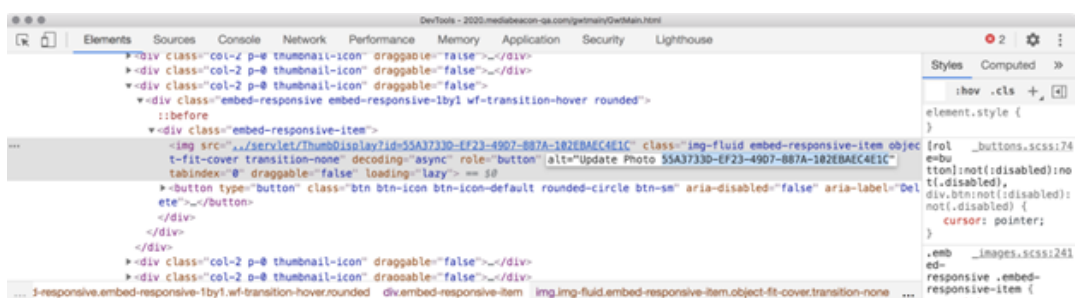 DevTools - 2020.mediabeacon-qa.com/gwtmain/GwtMain.html
Elements Sources Console Network Performance Memory Application Security Lighthouse 2
<div class="col-2 p-0 thumbnail-icon" draggable="false">…</div>
<div class="col-2 p-0 thumbnail-icon" draggable="false">…</div>
<div class="col-2 p-0 thumbnail-icon" draggable="false">
<div class="embed-responsive embed-responsive-1by1 wf-transition-hover rounded">
::before
<div class="embed-responsive-item">
... <img src="../servlet/ThumbDisplay?id=55A3733D-EF23-49D7-887A-102EBAEC4E1C" class="img-fluid embed-responsive-item objec
t-fit-cover transition-none" decoding="async" role="button" alt="Update Photo 55A3733D-EF23-49D7-887A-102EBAEC4E1C"
tabindex="0" draggable="false" loading="lazy"> == $0
<button type="button" class="btn btn-icon btn-icon-default rounded-circle btn-sm" aria-disabled="false" aria-label="Del
ete">…</button>
</div>
</div>
</div>
<div class="col-2 p-0 thumbnail-icon" draggable="false">…</div>
<div class="col-2 p-0 thumbnail-icon" draggable="false">…</div>
... d-responsive.embed-responsive-1by1.wf-transition-hover.rounded div.embed-responsive-item img.img-fluid.embed-responsive-item.object-fit-cover.transition-none ...
Styles Computed »
:hov .cls +
element.style {
}
[rol _buttons.scss:74
e=bu
tton]:not(:disabled):no
t(.disabled),
div.btn:not(:disabled):
not(.disabled) {
cursor: pointer;
}
.emb _images.scss:241
ed-
responsive .embed-
responsive-item {